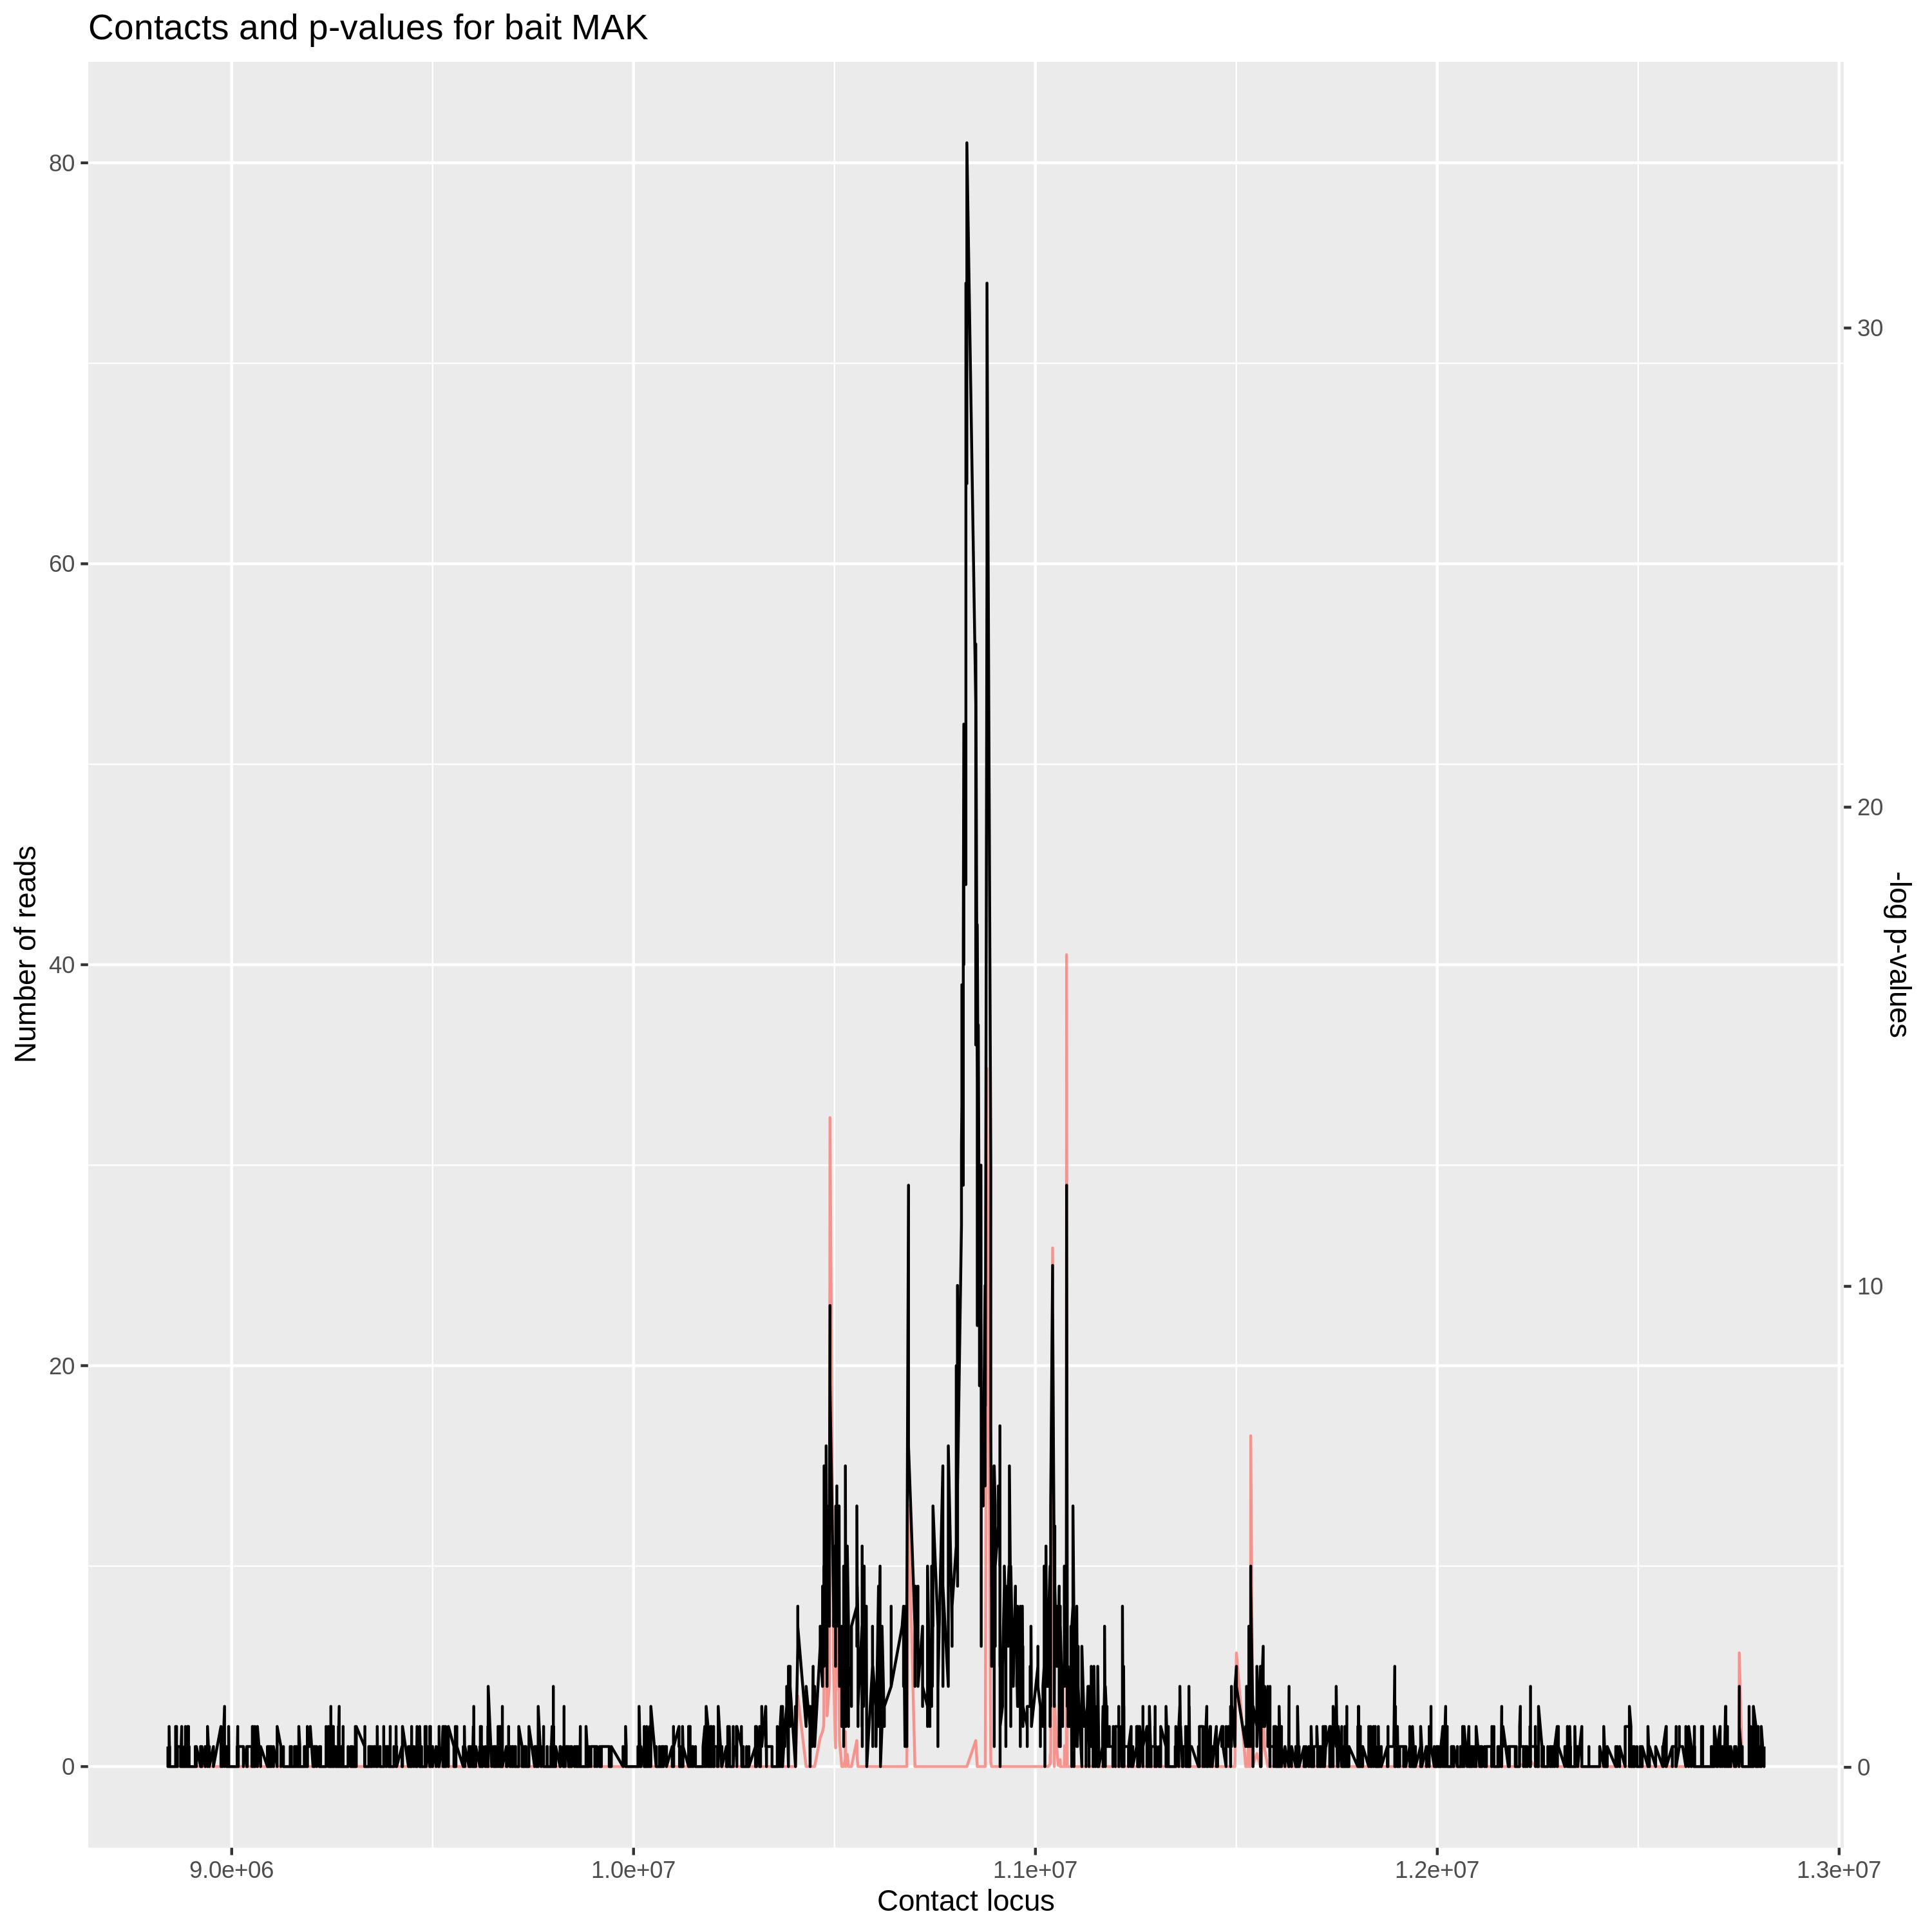 Contacts and p-values for bait MAK
80
60
40
20
0
Number of reads
30
20
10
0
-log p-values
9.0e+06
1.0e+07
1.1e+07
1.2e+07
1.3e+07
Contact locus